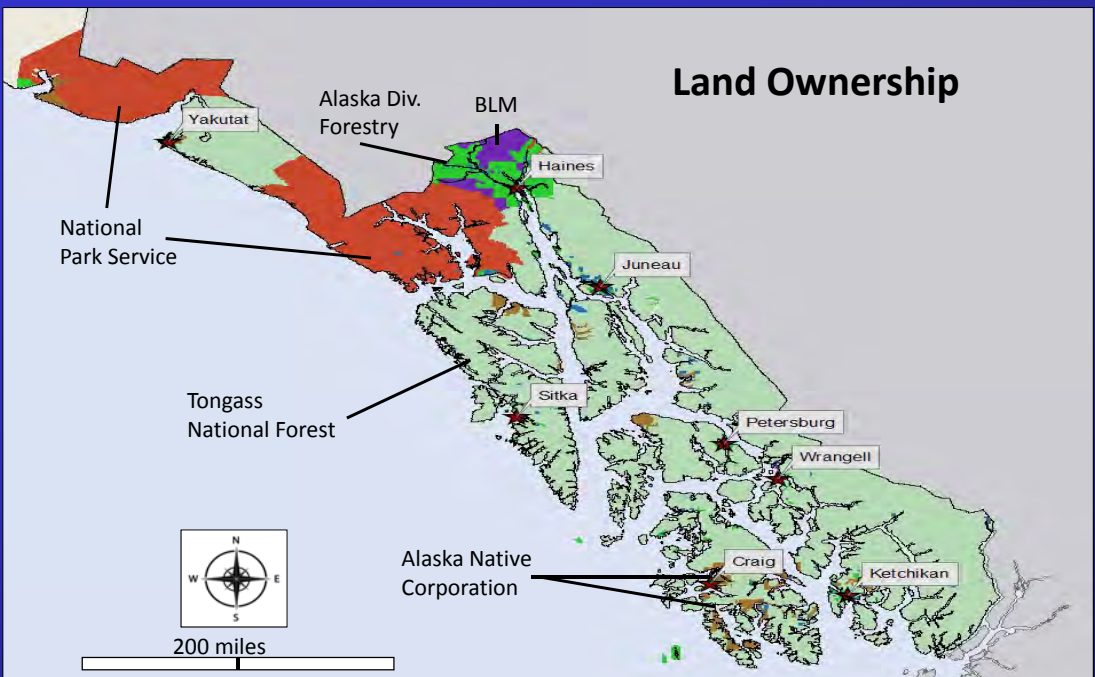 Land Ownership
Alaska Div.
Forestry
BLM
Yakutat
Haines
National
Park Service
Juneau
Tongass
National Forest
Sitka
Petersburg
Wrangell
Alaska Native
Corporation
Craig
Ketchikan
N
W E
S
200 miles